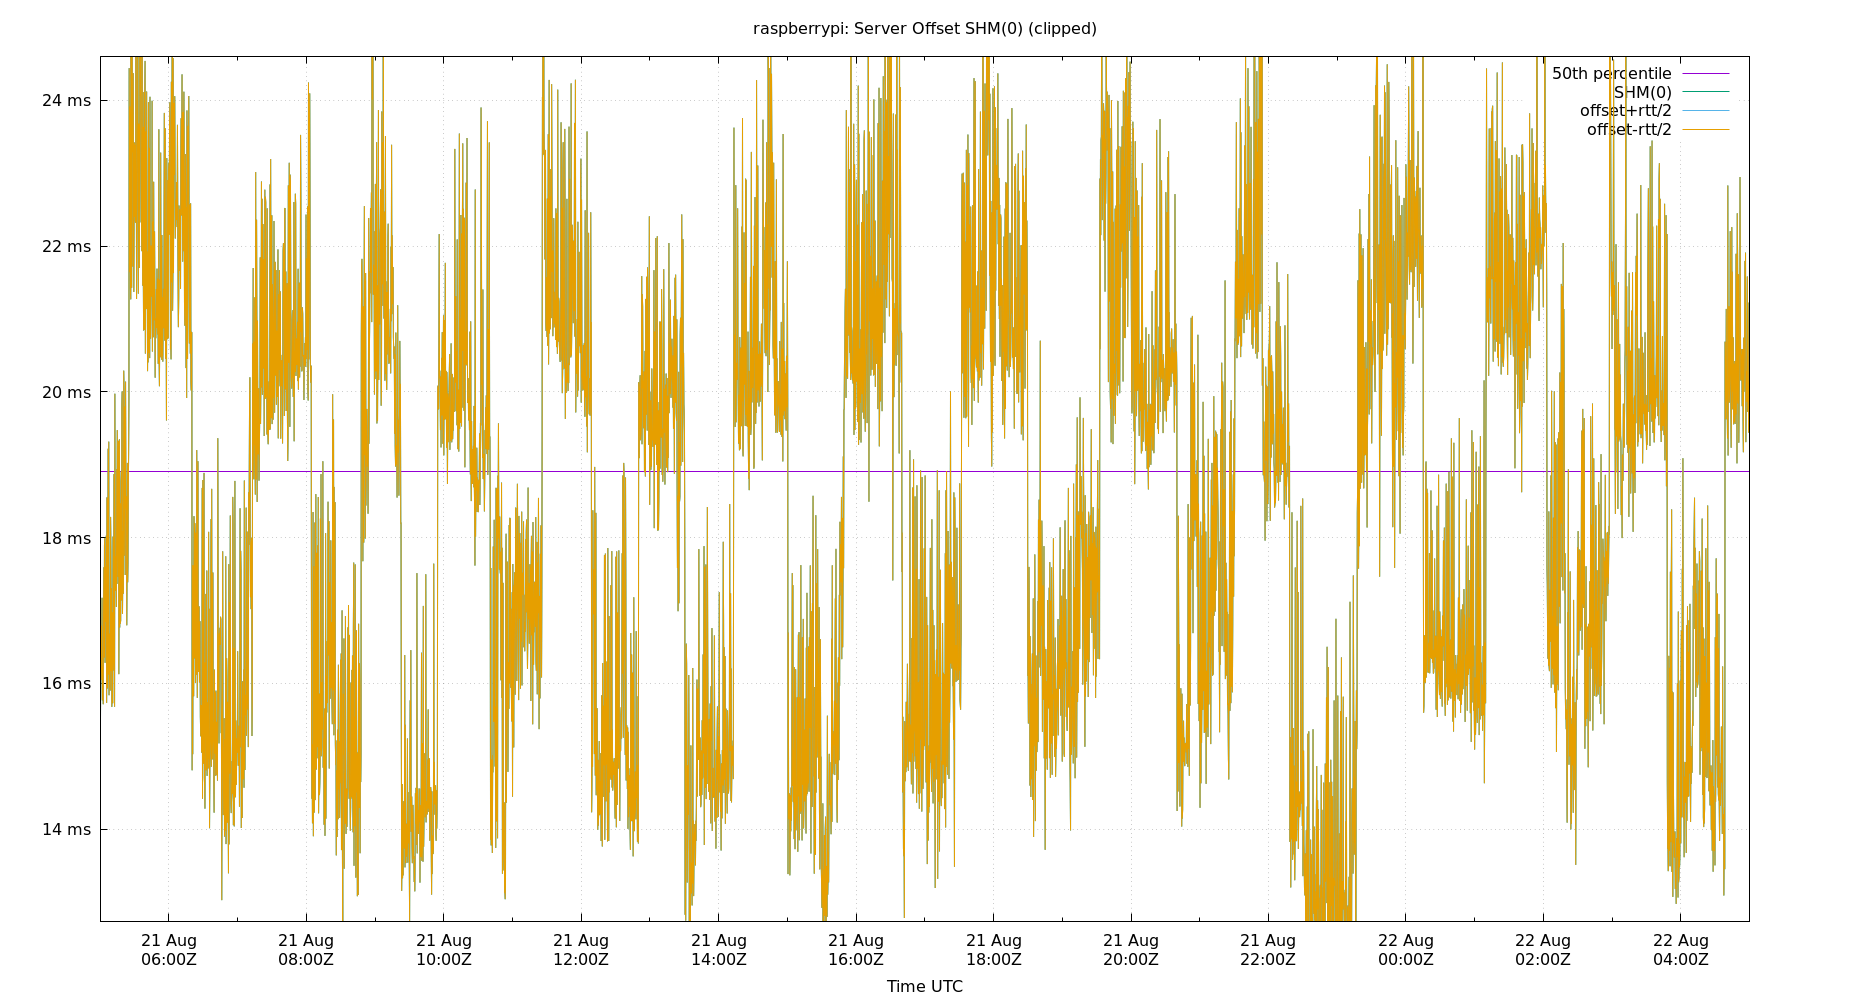 raspberrypi: Server Offset SHM(0) (clipped)
50th percentile
SHM(0)
offset+rtt/2
offset-rtt/2
24 ms
22 ms
20 ms
18 ms
16 ms
14 ms
21 Aug 21 Aug 21 Aug 21 Aug 21 Aug 21 Aug 21 Aug 21 Aug 21 Aug 22 Aug 22 Aug 22 Aug
06:00Z 08:00Z 10:00Z 12:00Z 14:00Z 16:00Z 18:00Z 20:00Z 22:00Z 00:00Z 02:00Z 04:00Z
Time UTC